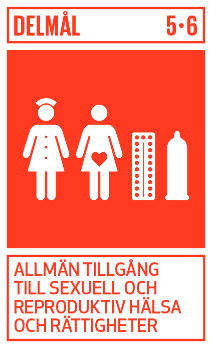 DELMÅL 5·6
ALLMÄN TILLGÅNG
TILL SEXUELL OCH
REPRODUKTIV HÄLSA
OCH RÄTTIGHETER